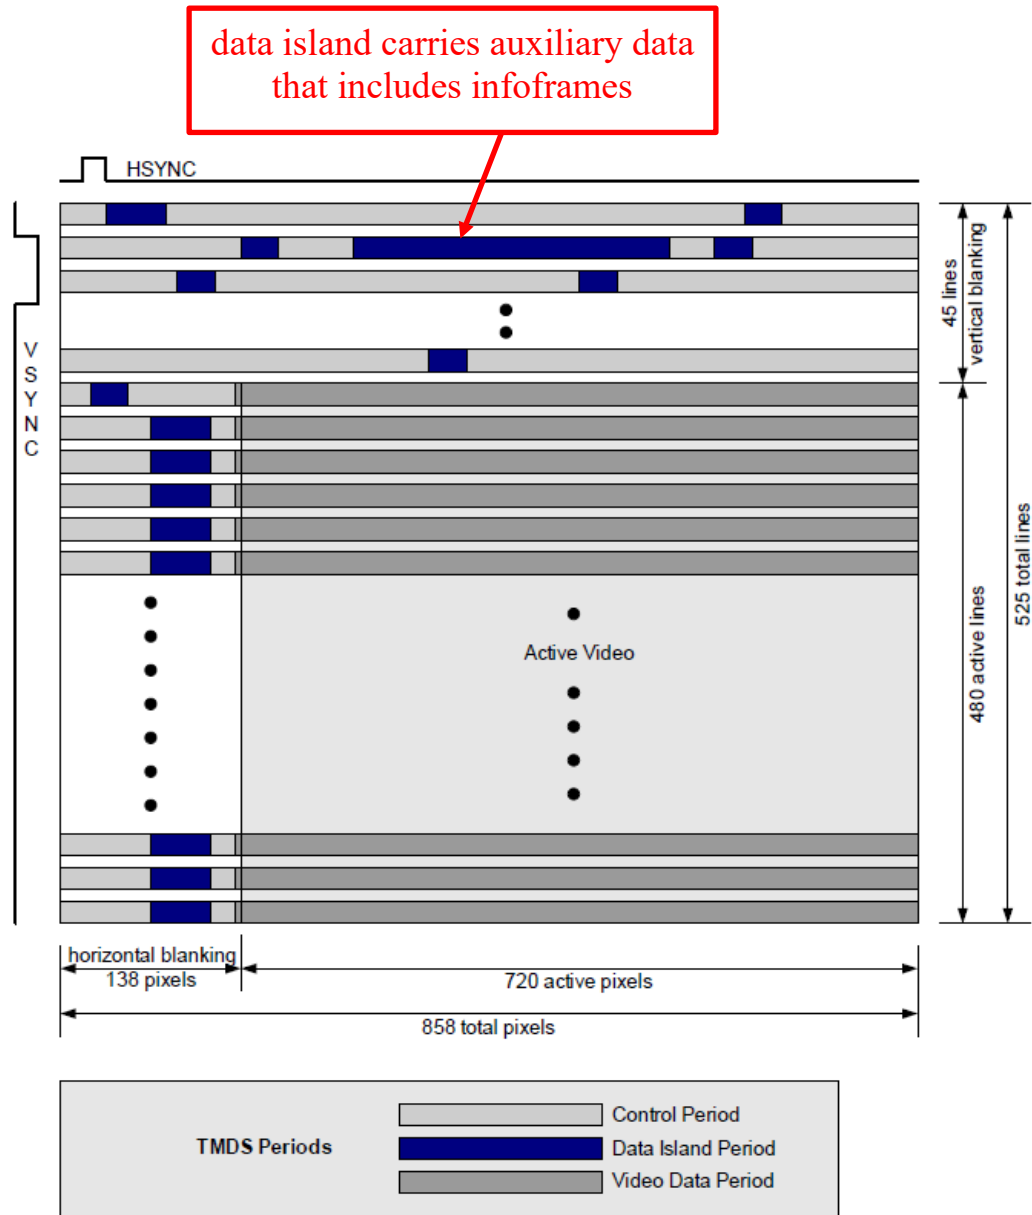 data island carries auxiliary data
that includes infoframes
HSYNC
V
S
Y
N
C
45 lines
vertical blanking
480 active lines
525 total lines
Active Video
horizontal blanking
138 pixels
720 active pixels
858 total pixels
TMDS Periods
Control Period
Data Island Period
Video Data Period